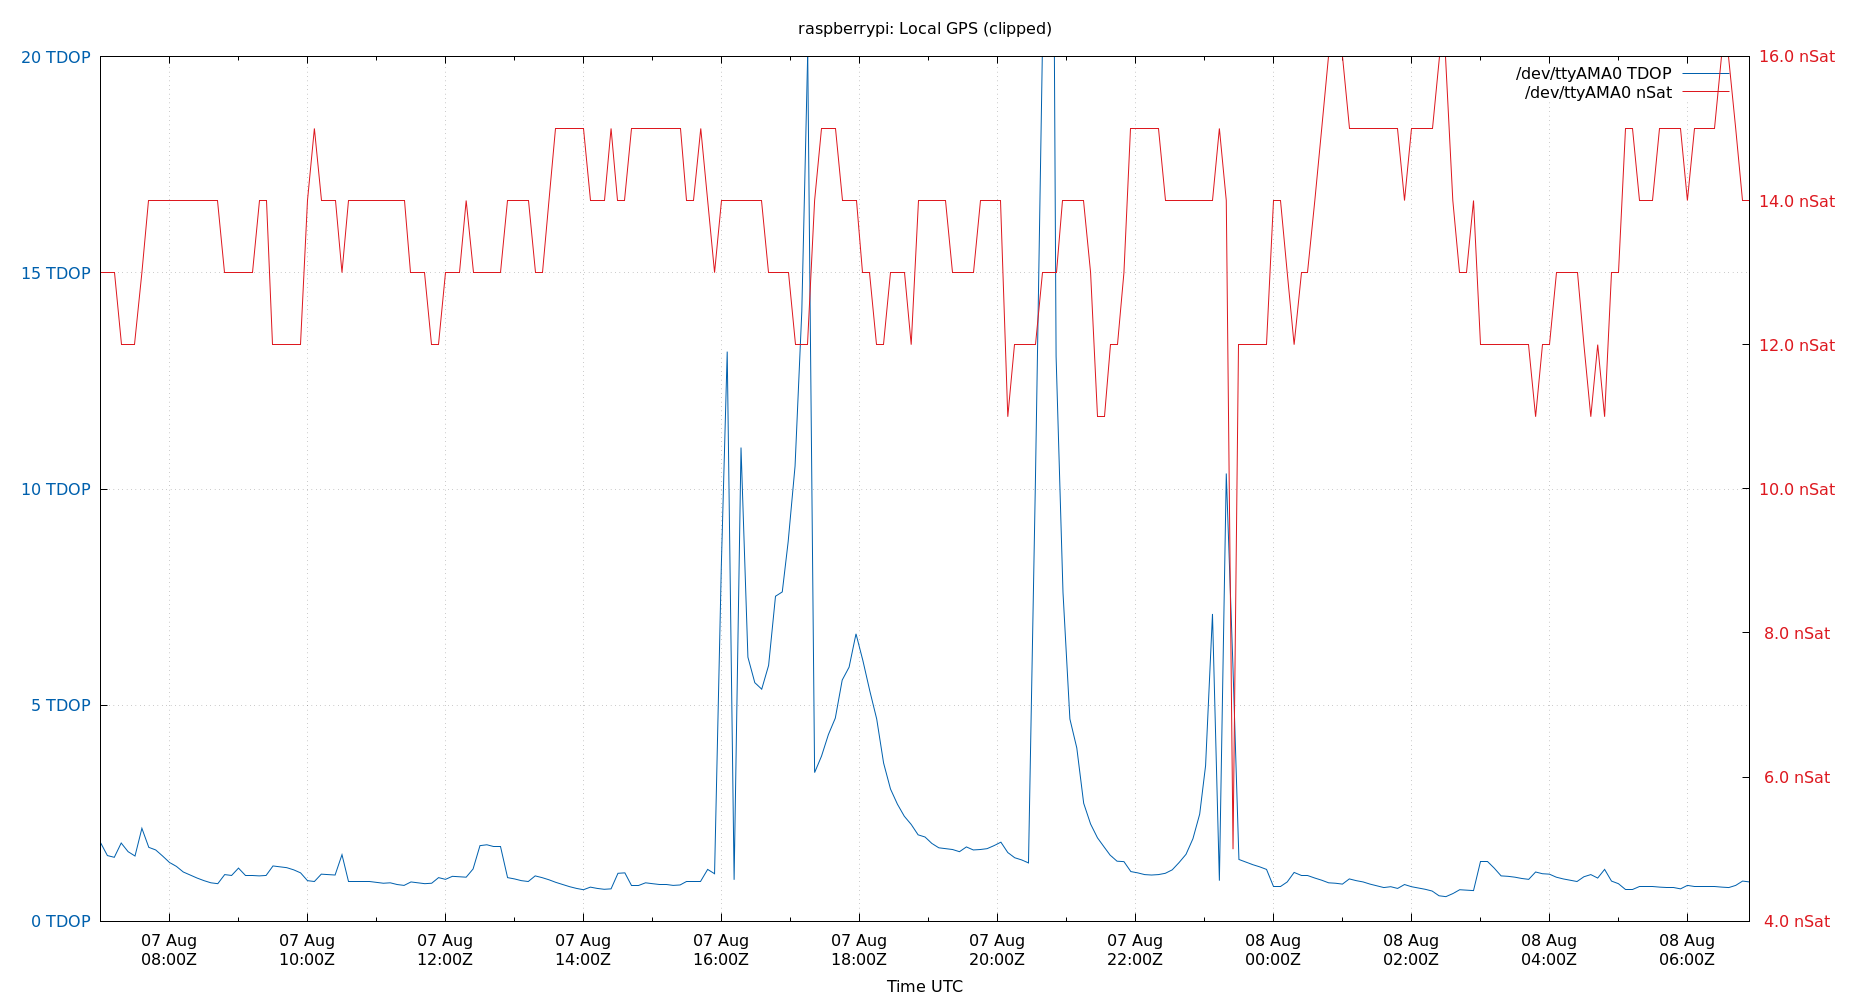 raspberrypi: Local GPS (clipped)
20 TDOP
15 TDOP
10 TDOP
5 TDOP
0 TDOP
16.0 nSat
14.0 nSat
12.0 nSat
10.0 nSat
8.0 nSat
6.0 nSat
4.0 nSat
/dev/ttyAMA0 TDOP
/dev/ttyAMA0 nSat
07 Aug
08:00Z
07 Aug
10:00Z
07 Aug
12:00Z
07 Aug
14:00Z
07 Aug
16:00Z
07 Aug
18:00Z
07 Aug
20:00Z
07 Aug
22:00Z
08 Aug
00:00Z
08 Aug
02:00Z
08 Aug
04:00Z
08 Aug
06:00Z
Time UTC